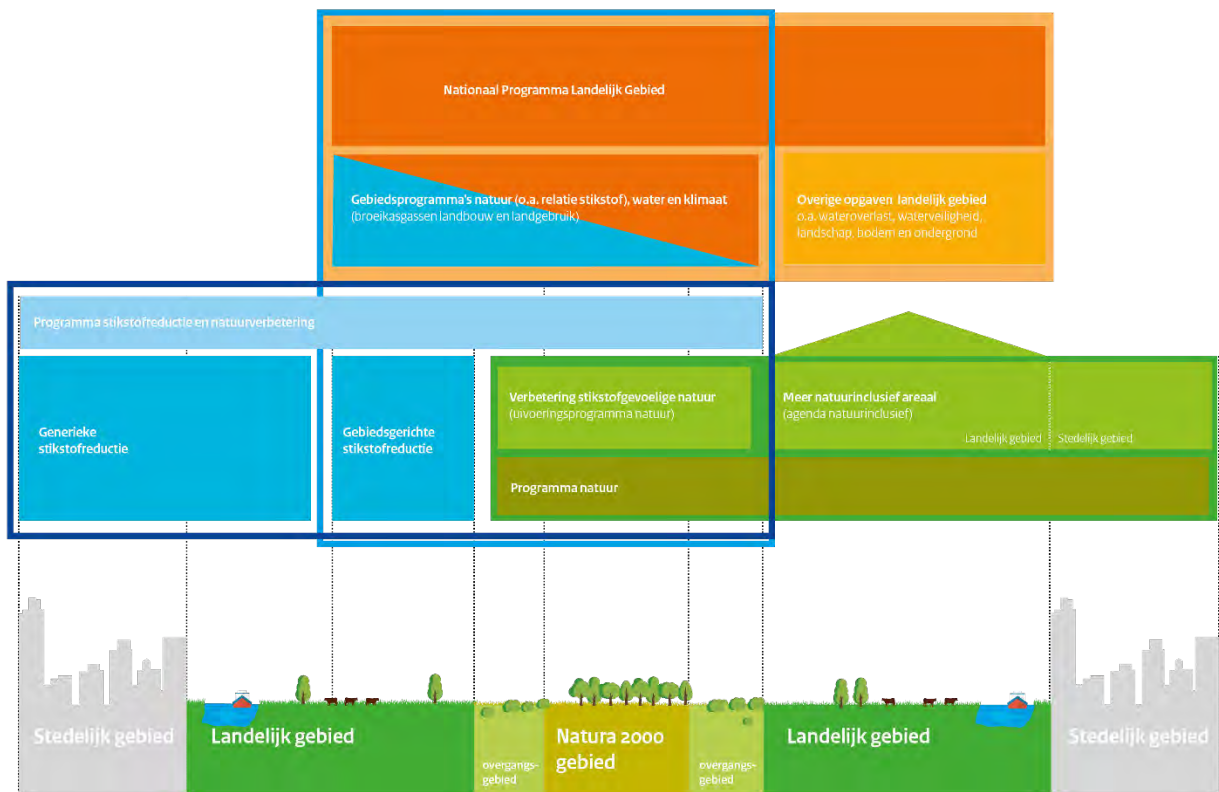 Nationaal Programma Landelijk Gebied
Gebiedsprogramma's natuur (o.a. relatie stikstof), water en klimaat
(broeikasgassen landbouw en landgebruik)
Overige opgaven landelijk gebied
o.a. wateroverlast, waterveiligheid,
landschap, bodem en ondergrond
Programma stikstofreductie en natuurverbetering
Generieke
stikstofreductie
Gebiedsgerichte
stikstofreductie
Verbetering stikstofgevoelige natuur
(uivoeringsprogramma natuur)
Meer natuurinclusief areaal
(agenda natuurinclusief)
Landelijk gebied
Stedelijk gebied
Programma natuur
Stedelijk gebied
Landelijk gebied
overgangs-
gebied
Natura 2000
gebied
overgangs-
gebied
Landelijk gebied
Stedelijk gebied